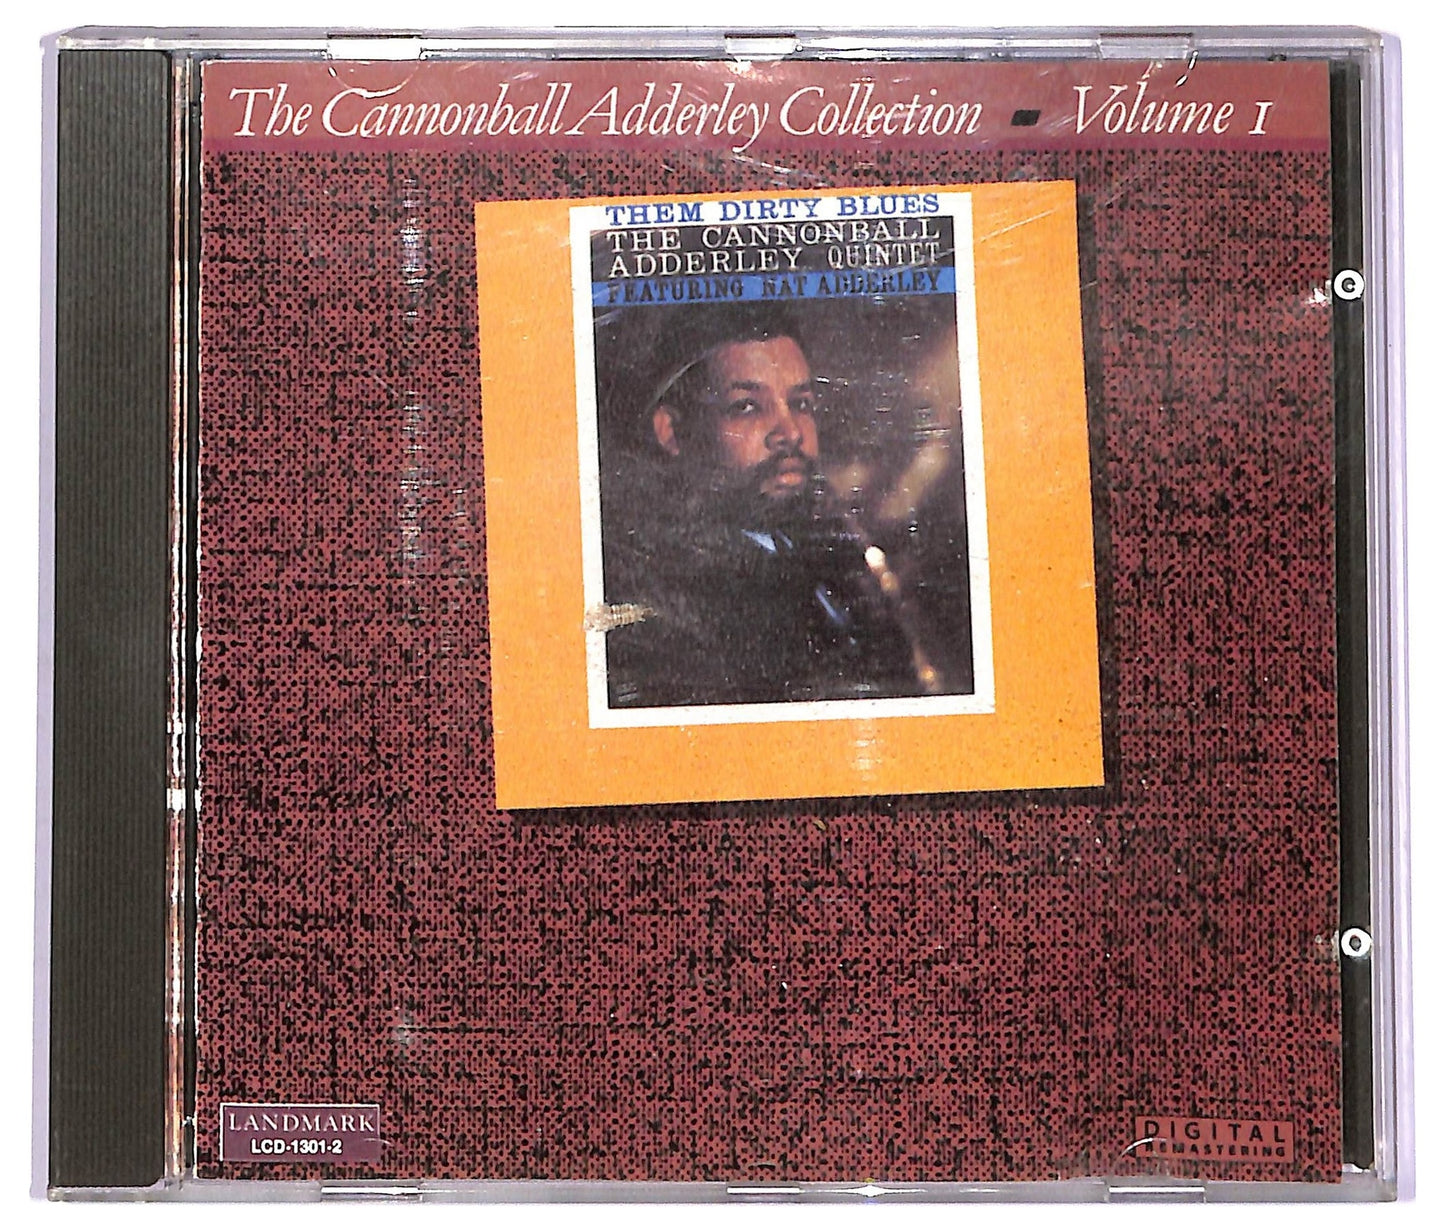 The Cannonball Adderley Collection ▪ Volume I
THEM DIRTY BLUES
THE CANNONBALL
ADDERLEY QUINTET
FEATURING NAT ADDERLEY
LANDMARK
LCD-1301-2
DIGITAL
REMASTERING